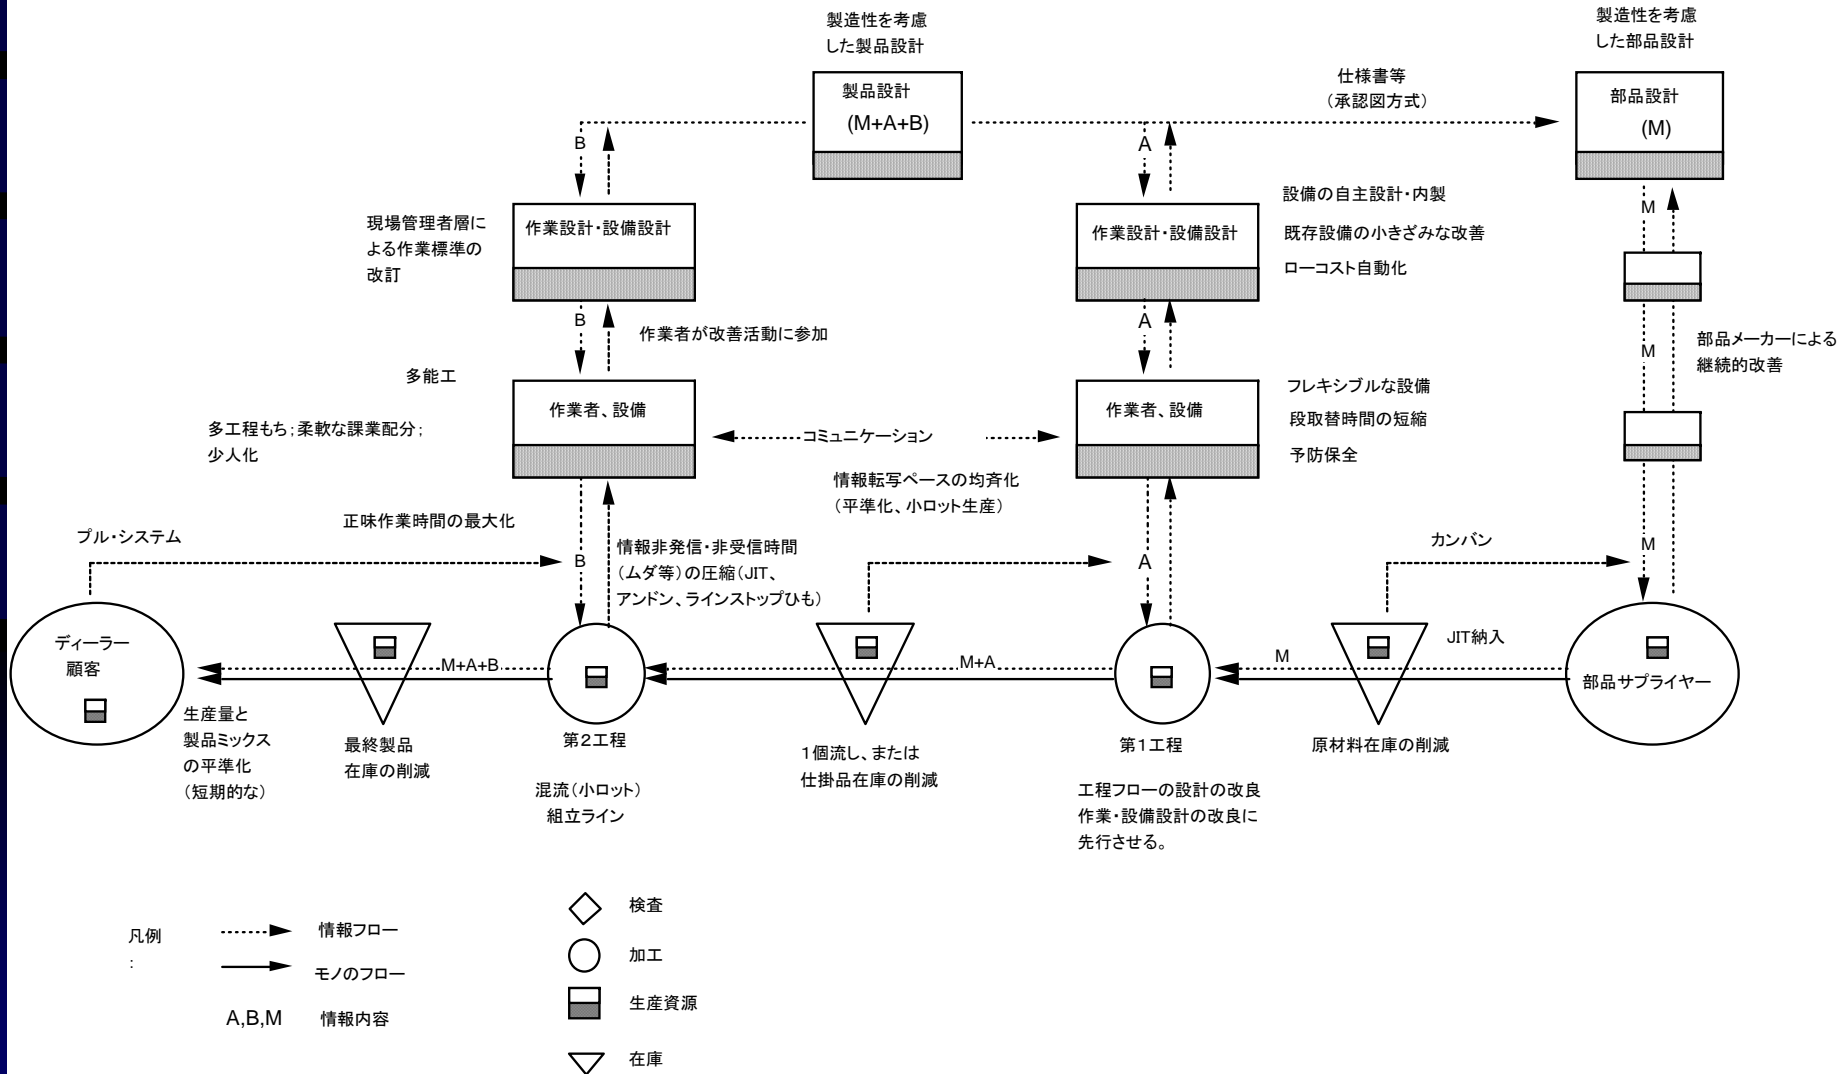 製造性を考慮
した製品設計
製造性を考慮
した部品設計
製品設計
(M+A+B)
仕様書等
（承認図方式）
部品設計
(M)
B
A
M
現場管理者層に
よる作業標準の
改訂
作業設計・設備設計
作業設計・設備設計
設備の自主設計・内製
既存設備の小きざみな改善
ローコスト自動化
B
作業者が改善活動に参加
A
M
部品メーカーによる
継続的改善
多能工
作業者、設備
作業者、設備
フレキシブルな設備
段取替時間の短縮
予防保全
多工程もち；柔軟な課業配分；
少人化
コミュニケーション
情報転写ペースの均斉化
（平準化、小ロット生産）
正味作業時間の最大化
プル・システム
B
情報非発信・非受信時間
（ムダ等）の圧縮（JIT、
アンドン、ラインストップひも）
A
カンバン
M
ディーラー
顧客
M+A+B
M+A
M
JIT納入
部品サプライヤー
生産量と
製品ミックス
の平準化
（短期的な）
最終製品
在庫の削減
第２工程
混流（小ロット）
組立ライン
１個流し、または
仕掛品在庫の削減
第１工程
工程フローの設計の改良
作業・設備設計の改良に
先行させる。
原材料在庫の削減
凡例
：
情報フロー
モノのフロー
A,B,M 情報内容
検査
加工
生産資源
在庫